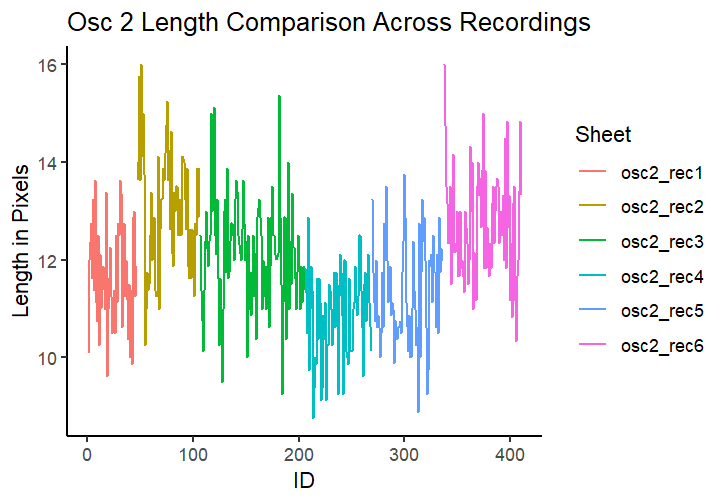 Osc 2 Length Comparison Across Recordings
Length in Pixels
16
14
12
10
0 100 200 300 400
ID
Sheet
osc2_rec1
osc2_rec2
osc2_rec3
osc2_rec4
osc2_rec5
osc2_rec6